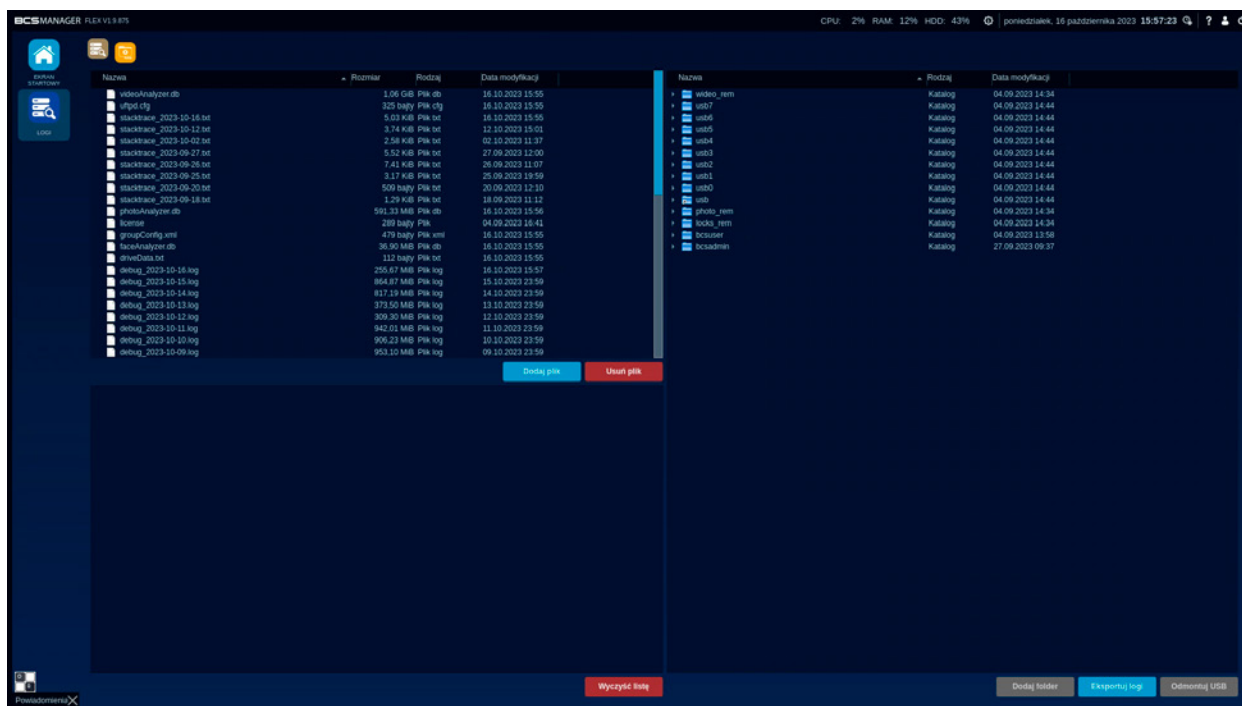 BCSMANAGER FLEX V1.9.875 CPU: 2% RAM: 12% HDD: 43% poniedziałek, 16 października 2023 15:57:23 ?
EKRAN
STARTOWY
LOGI
Nazwa Rozmiar Rodzaj Data modyfikacji
videoAnalyzer.db 1,06 GiB Plik db 16.10.2023 15:55
uftpd.cfg 325 bajty Plik cfg 16.10.2023 15:55
stacktrace_2023-10-16.txt 5,03 KiB Plik txt 16.10.2023 15:55
stacktrace_2023-10-12.txt 3,74 KiB Plik txt 12.10.2023 15:01
stacktrace_2023-10-02.txt 2,58 KiB Plik txt 02.10.2023 11:37
stacktrace_2023-09-27.txt 5,52 KiB Plik txt 27.09.2023 12:00
stacktrace_2023-09-26.txt 7,41 KiB Plik txt 26.09.2023 11:07
stacktrace_2023-09-25.txt 3,17 KiB Plik txt 25.09.2023 19:59
stacktrace_2023-09-20.txt 509 bajty Plik txt 20.09.2023 12:10
stacktrace_2023-09-18.txt 1,29 KiB Plik txt 18.09.2023 11:12
photoAnalyzer.db 591,33 MiB Plik db 16.10.2023 15:56
license 289 bajty Plik 04.09.2023 16:41
groupConfig.xml 479 bajty Plik xml 16.10.2023 15:55
faceAnalyzer.db 36,90 MiB Plik db 16.10.2023 15:55
driveData.txt 112 bajty Plik txt 16.10.2023 15:55
debug_2023-10-16.log 255,67 MiB Plik log 16.10.2023 15:57
debug_2023-10-15.log 864,87 MiB Plik log 15.10.2023 23:59
debug_2023-10-14.log 817,19 MiB Plik log 14.10.2023 23:59
debug_2023-10-13.log 373,50 MiB Plik log 13.10.2023 23:59
debug_2023-10-12.log 309,30 MiB Plik log 12.10.2023 23:59
debug_2023-10-11.log 942,01 MiB Plik log 11.10.2023 23:59
debug_2023-10-10.log 906,23 MiB Plik log 10.10.2023 23:59
debug_2023-10-09.log 953,10 MiB Plik log 09.10.2023 23:59
Dodaj plik Usuń plik
Wyczyść listę
Nazwa Rodzaj Data modyfikacji
wideo_rem Katalog 04.09.2023 14:34
usb7 Katalog 04.09.2023 14:44
usb6 Katalog 04.09.2023 14:44
usb5 Katalog 04.09.2023 14:44
usb4 Katalog 04.09.2023 14:44
usb3 Katalog 04.09.2023 14:44
usb2 Katalog 04.09.2023 14:44
usb1 Katalog 04.09.2023 14:44
usb0 Katalog 04.09.2023 14:44
usb Katalog 04.09.2023 14:44
photo_rem Katalog 04.09.2023 14:34
locks_rem Katalog 04.09.2023 14:34
bcsuser Katalog 04.09.2023 13:58
bcsadmin Katalog 27.09.2023 09:37
Dodaj folder Eksportuj logi Odmontuj USB
Powiadomienia